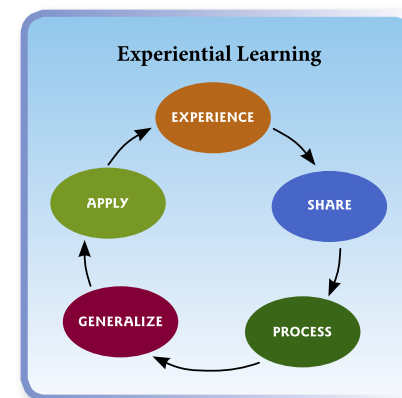 Experiential Learning
EXPERIENCE
SHARE
PROCESS
GENERALIZE
APPLY